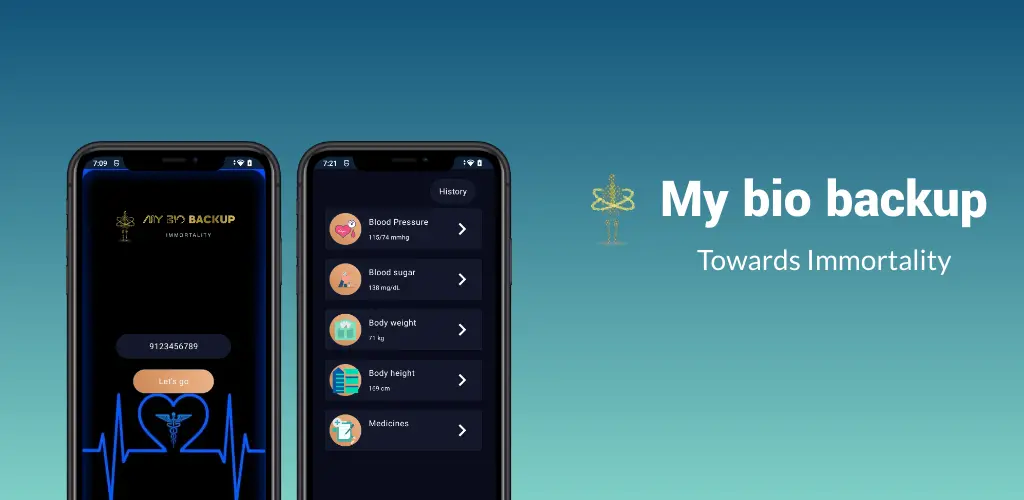 7:09
MY BIO BACKUP
IMMORTALITY
9123456789
Let's go
7:21
History
Blood Pressure
115/74 mmhg
Blood sugar
138 mg/dL
Body weight
71 kg
Body height
169 cm
Medicines
My bio backup
Towards Immortality